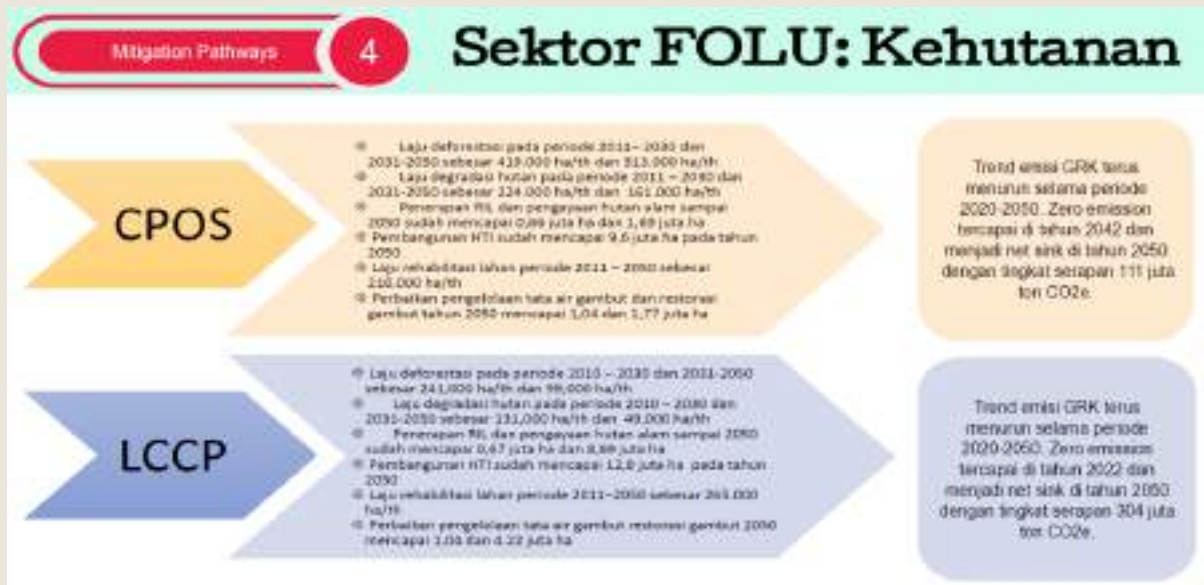 Mitigation Pathways
4
Sektor FOLU: Kehutanan
CPOS
Laju deforestasi pada periode 2011– 2030 dan
2031-2050 sebesar 419.000 ha/th dan 313.000 ha/th
Laju degradasi hutan pada periode 2011 – 2030 dan
2031-2050 sebesar 224.000 ha/th dan 161.000 ha/th
Penerapan RIL dan pengayaan hutan alam sampai
2050 sudah mencapai 0,66 juta ha dan 1,69 juta ha
Pembangunan HTI sudah mencapai 9,6 juta ha pada tahun
2050
Laju rehabilitasi lahan periode 2011 – 2050 sebesar
ha/th
Perbaikan pengelolaan tata air gambut dan restorasi
gambut tahun 2050 mencapai 1,04 dan 1,77 juta ha
Trend emisi GRK terus
menurun selama periode
2020-2050. Zero emission
tercapai di tahun 2042 dan
menjadi net sink di tahun 2050
dengan tingkat serapan 111 juta
ton CO2e.
LCCP
Laju deforestasi pada periode 2010 – 2030 dan 2031-2050
sebesar 241,000 ha/th dan 99,000 ha/th
Laju degradasi hutan pada periode 2010 – 2030 dan
2031-2050 sebesar 131,000 ha/th dan 49,000 ha/th
Penerapan RIL dan pengayaan hutan alam sampai 2050
sudah mencapai 0,67 juta ha dan juta ha
Pembangunan HTI sudah mencapai 12,8 juta ha pada tahun
2050
Laju rehabilitasi lahan periode 2011–2050 sebesar 265.000
ha/th
Perbaikan pengelolaan tata air gambut restorasi gambut 2050
mencapai dan 4.22 juta ha
Trend emisi GRK terus
menurun selama periode
2020-2050. Zero emission
tercapai di tahun 2022 dan
menjadi net sink di tahun 2050
dengan tingkat serapan 304 juta
ton CO2e.